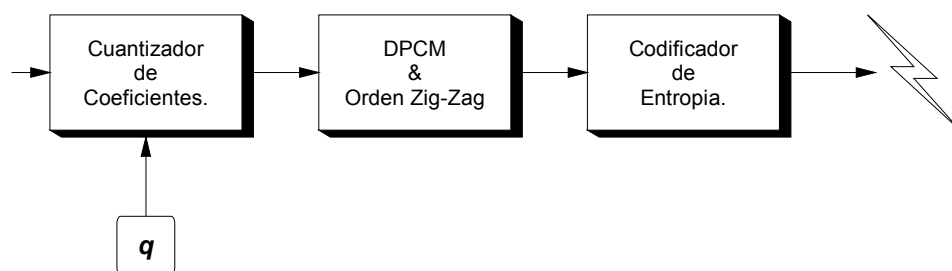 Cuantizador
de
Coeficientes.
DPCM
&
Orden Zig-Zag
Codificador
de
Entropia.
q